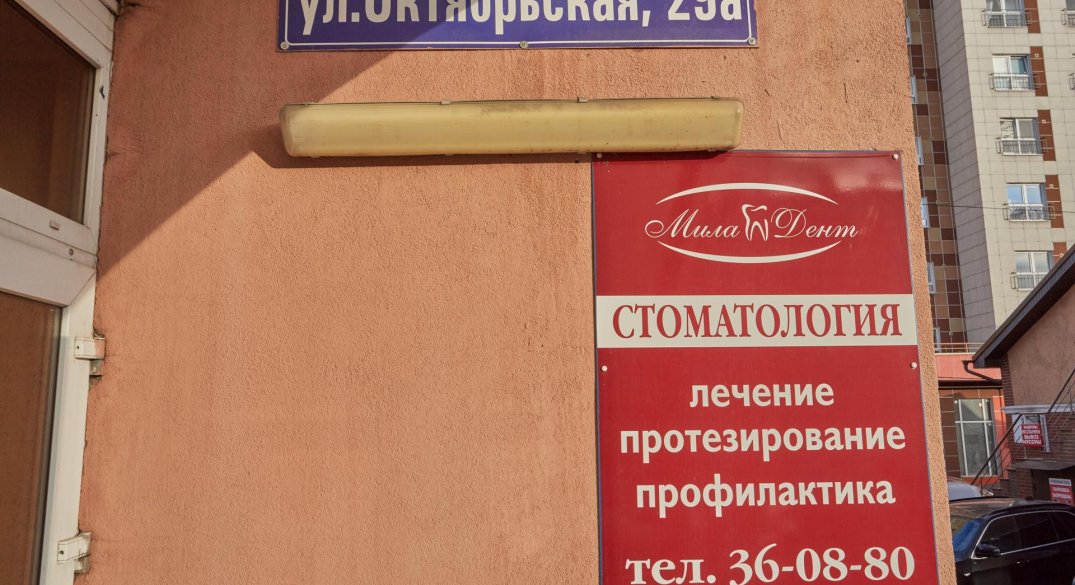 ул.Октябрьская, 29а
Мила Дент
СТОМАТОЛОГИЯ
лечение
протезирование
профилактика
тел. 36-08-80